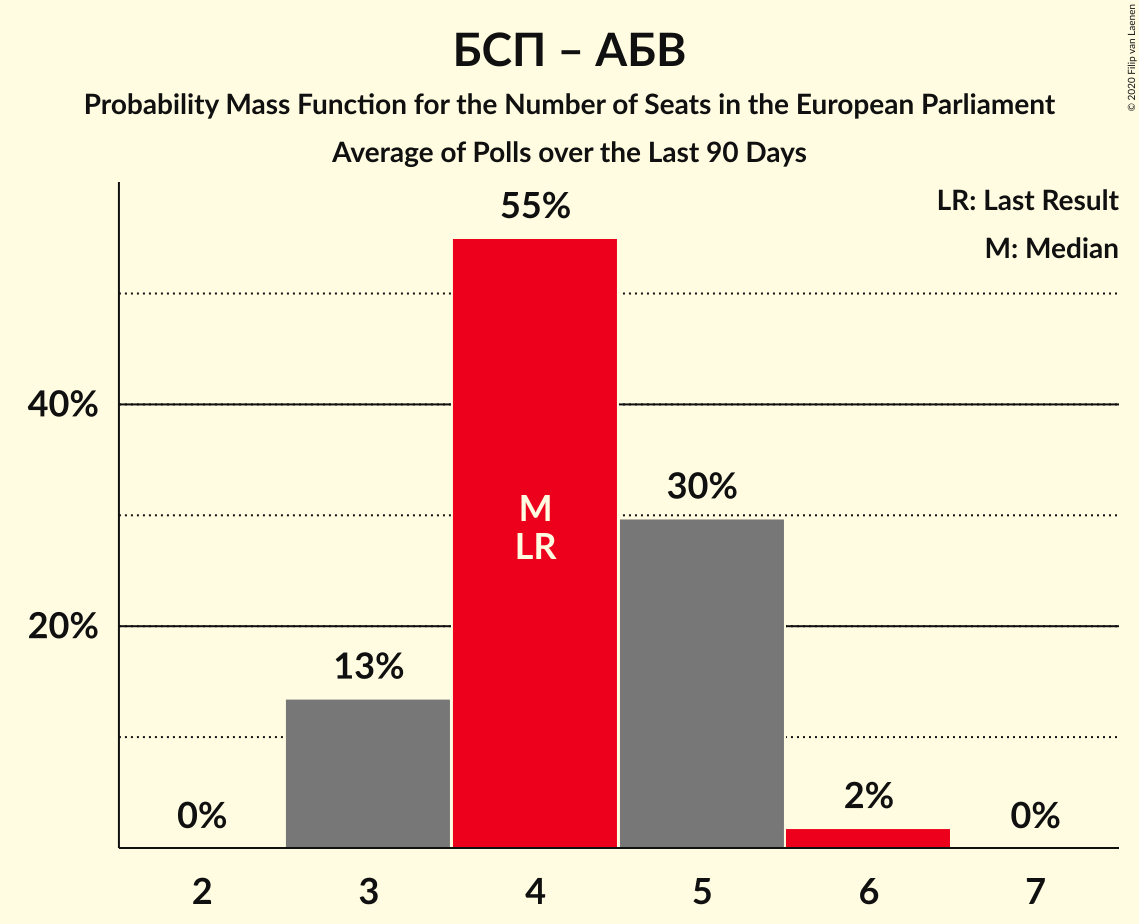 БСП – АБВ
Probability Mass Function for the Number of Seats in the European Parliament
Average of Polls over the Last 90 Days
© 2020 Filip van Laenen
LR: Last Result
M: Median
55%
40%
30%
M
LR
20%
13%
2%
0%
0%
2 3 4 5 6 7